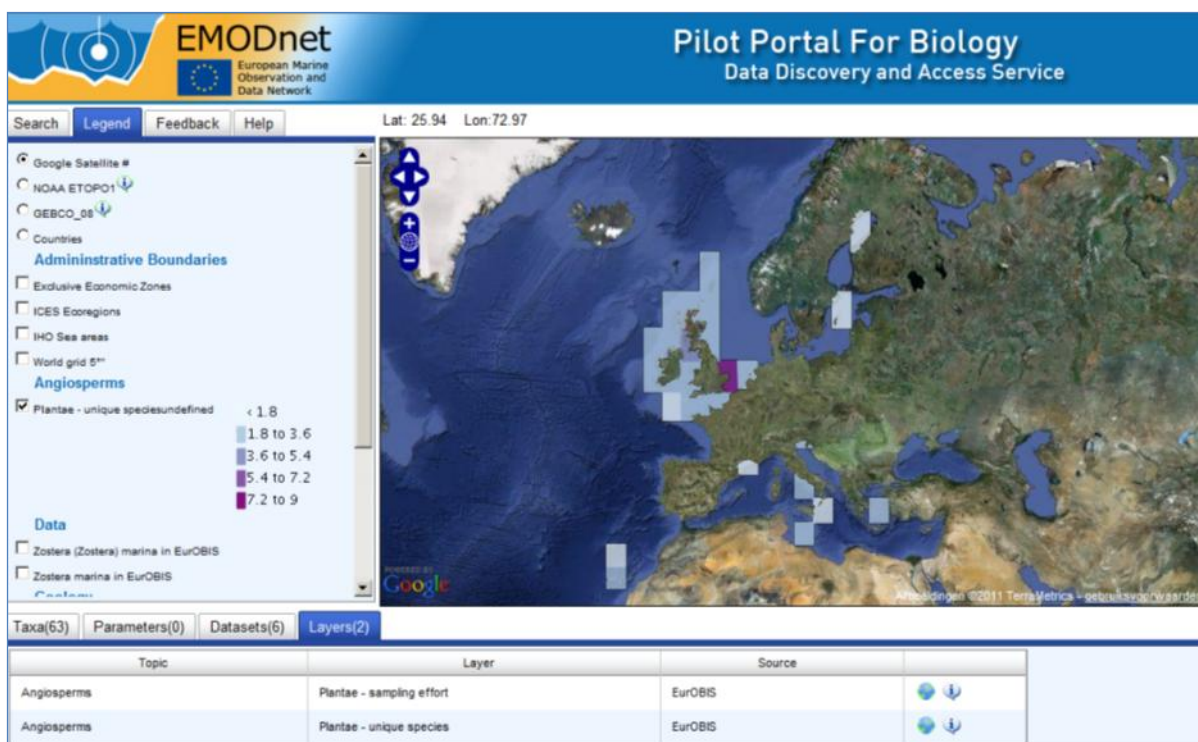 EMODnet
European Marine
Observation and
Data Network
Pilot Portal For Biology
Data Discovery and Access Service
Search Legend Feedback Help
Lat: 25.94 Lon:72.97
Google Satellite #
NOAA ETOPO1
GEBCO_08
Countries
Admininstrative Boundaries
Exclusive Economic Zones
ICES Ecoregions
IHO Sea areas
World grid 5°
Angiosperms
Plantae - unique speciesundefined
< 1.8
1.8 to 3.6
3.6 to 5.4
5.4 to 7.2
7.2 to 9
Data
Zostera (Zostera) marina in EurOBIS
Zostera marina in EurOBIS
POWERED BY
Google
Afbeeldingen ©2011 TerraMetrics - gebruiksvoorwaarden
Taxa(63) Parameters(0) Datasets(6) Layers(2)
Topic Layer Source
Angiosperms Plantae - sampling effort EurOBIS
Angiosperms Plantae - unique species EurOBIS